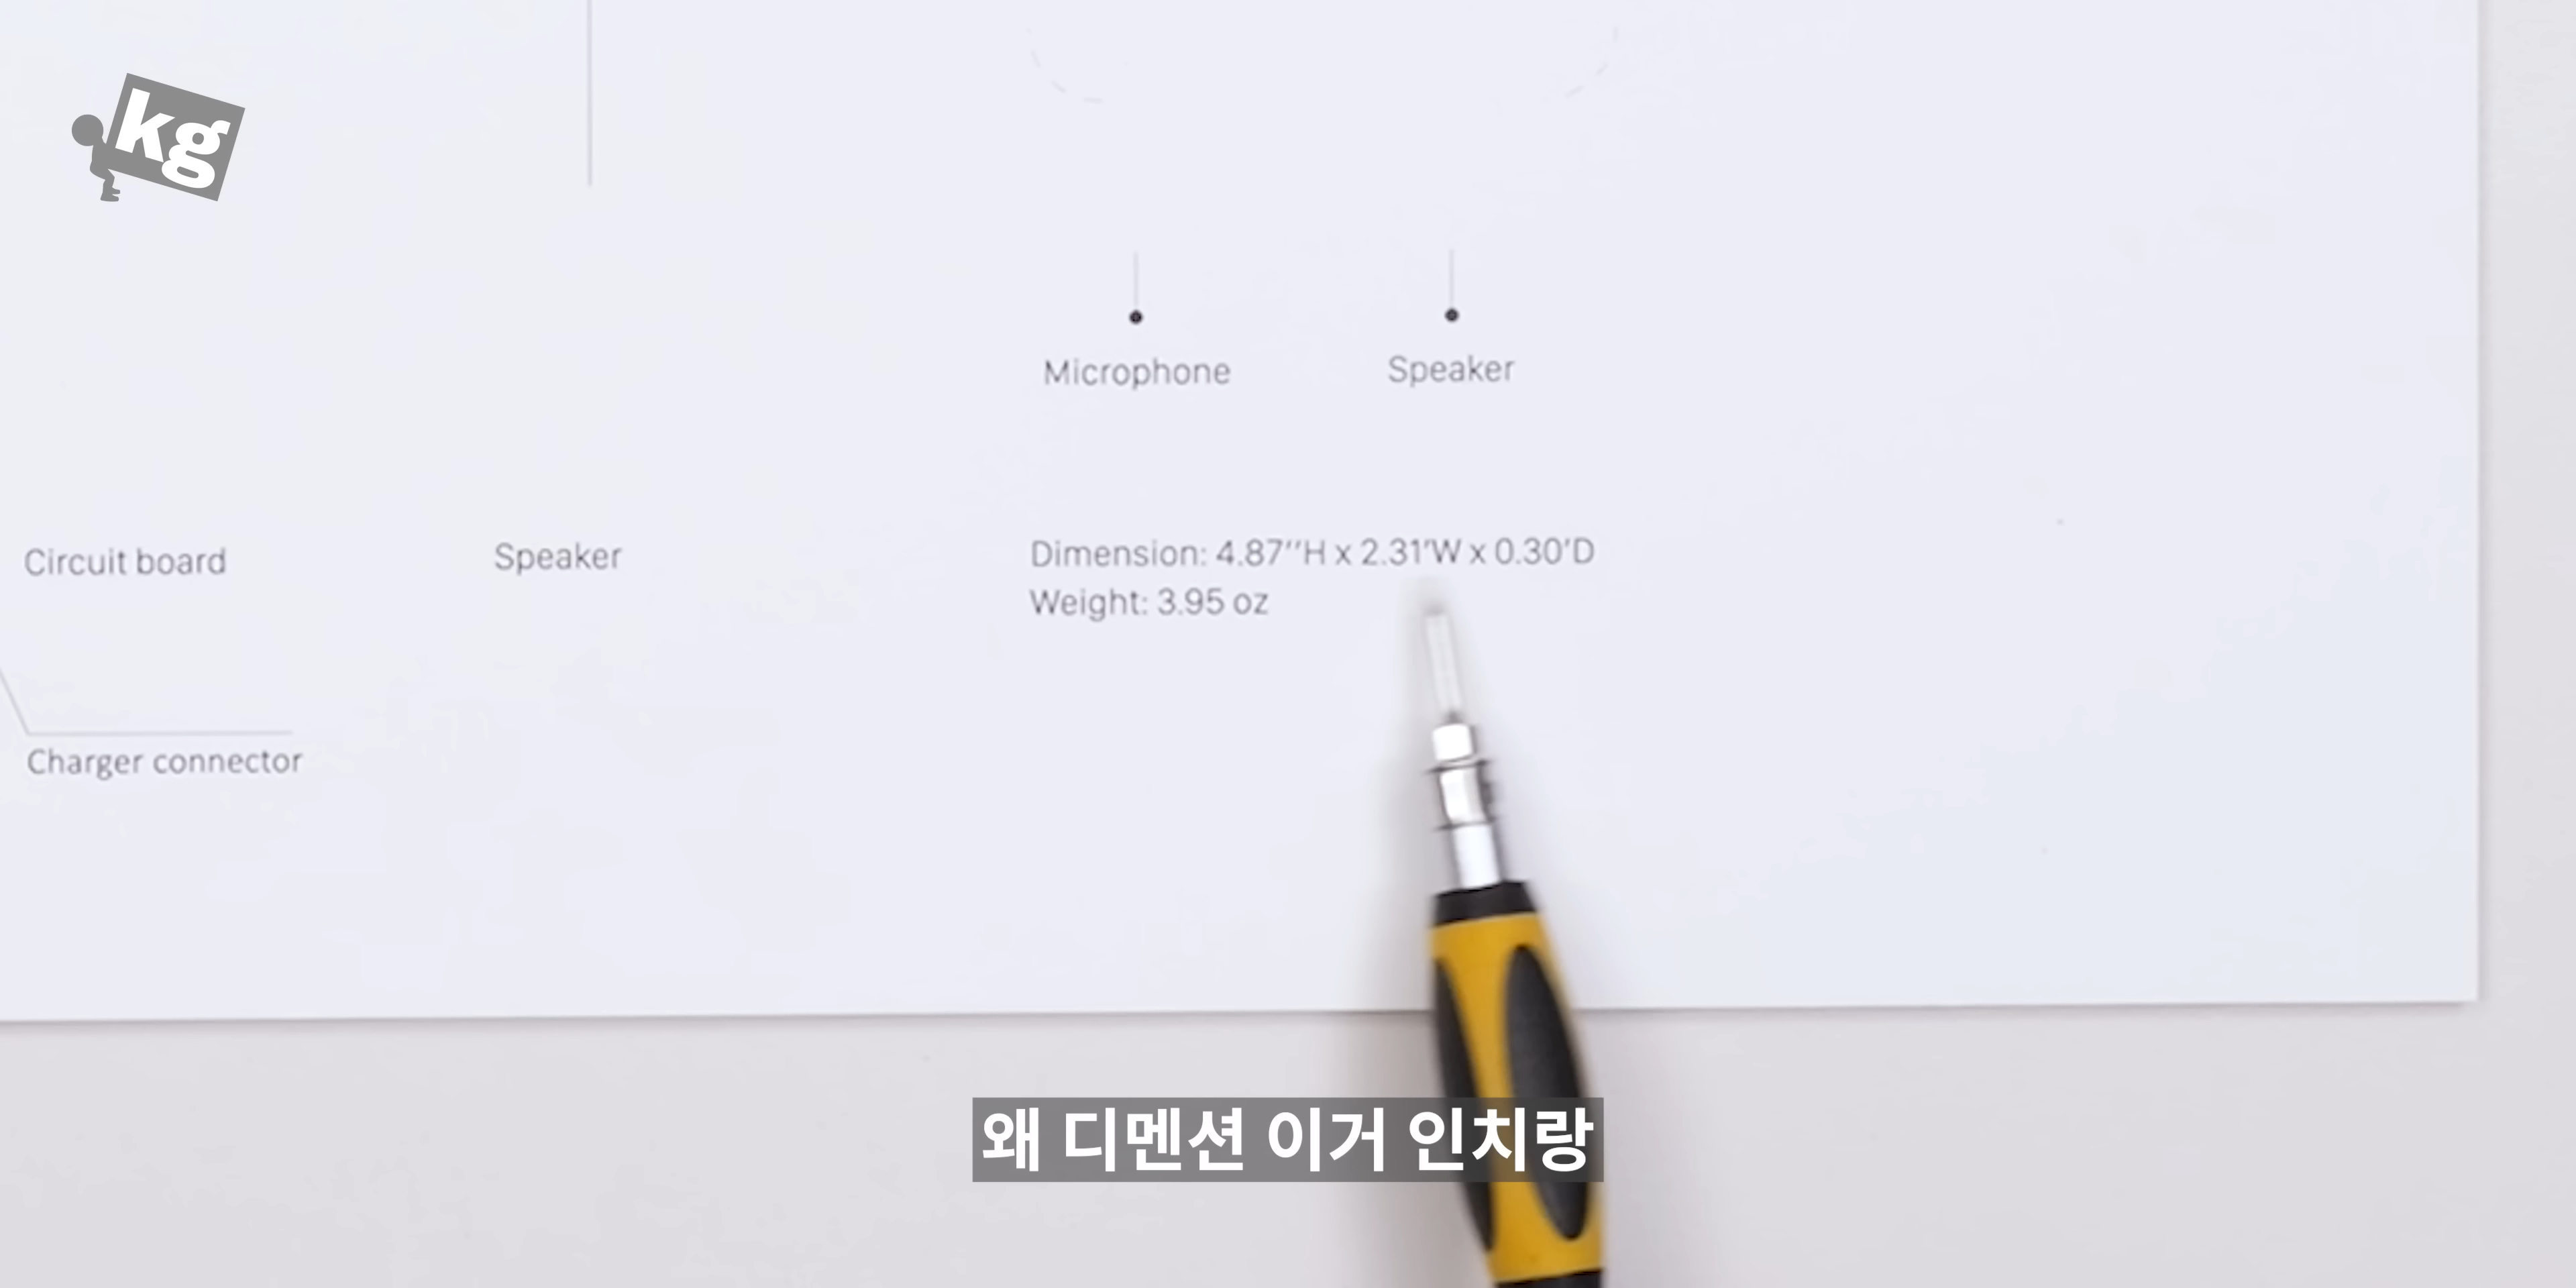 kg
Microphone
Speaker
Circuit board
Speaker
Dimension: 4.87’’H x 2.31’W x 0.30’D
Weight: 3.95 oz
Charger connector
왜 디멘션 이거 인치랑